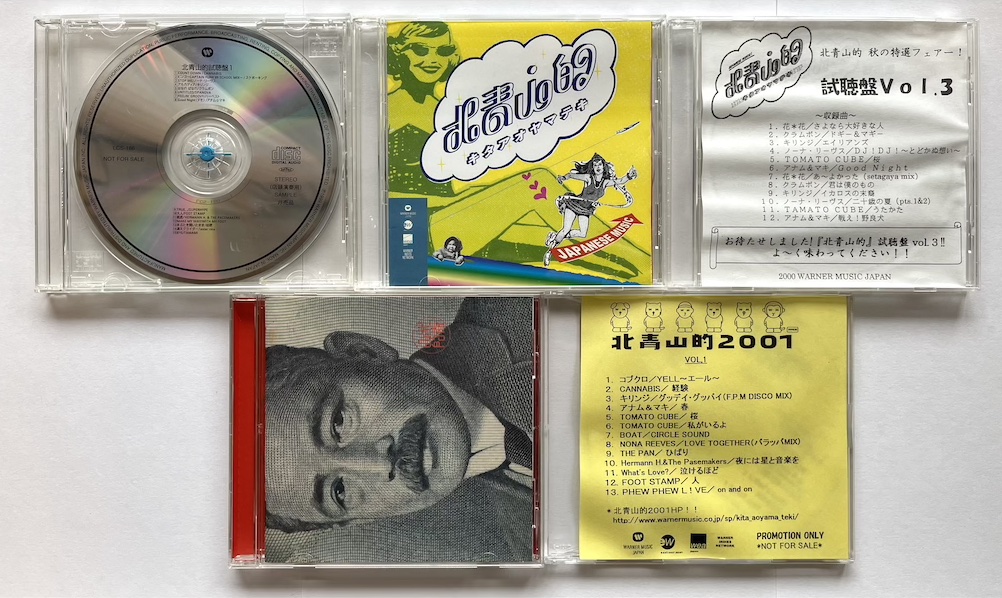 北青山的試聴盤1
NOT FOR SALE
COMPACT
disc
DIGITAL AUDIO
STEREO
北青山的
キタアオヤマテキ
JAPANESE MUSIC
北青山的
北青山的 秋の特選フェアー!
試聴盤Vol.3
~収録曲~
1. 花*花/さよなら大好きな人
2. クラムボン/ドギー&マギー
3. キリンジ/エイリアンズ
4. ノーナ・リーヴス/DJ!DJ!~とどかぬ想い~
5. TOMATO CUBE/桜
6. アナム&マキ/Good Night
7. 花*花/あ~よかった (setagaya mix)
8. クラムボン/君は僕のもの
9. キリンジ/イカロスの末裔
10. ノーナ・リーヴス/二十歳の夏 (pts.1&2)
11. TAMATO CUBE/うたかた
12. アナム&マキ/戦え!野良犬
お待たせしました!『北青山的』試聴盤 vol.3!!
よ~く味わってください!!
2000 WARNER MUSIC JAPAN
北青山的2001
VOL.1
1. コブクロ/YELL~エール~
2. CANNABIS/ 経験
3. キリンジ/グッデイ・グッバイ(F.P.M DISCO MIX)
4. アナム&マキ/ 春
5. TOMATO CUBE/ 桜
6. TOMATO CUBE/ 私がいるよ
7. BOAT/CIRCLE SOUND
8. NONA REEVES/LOVE TOGETHER(パラッパMIX)
9. THE PAN/ ひばり
10. Hermann H.&The Pasemakers/夜には星と音楽を
11. What's Love?/ 泣けるほど
12. FOOT STAMP/ 人
13. PHEW PHEW L!VE/ on and on
*北青山的2001HP!!
http://www.warnermusic.co.jp/sp/kita_aoyama_teki/
WARNER MUSIC
JAPAN
WARNER
INDIES
NETWORK
PROMOTION ONLY
*NOT FOR SALE*